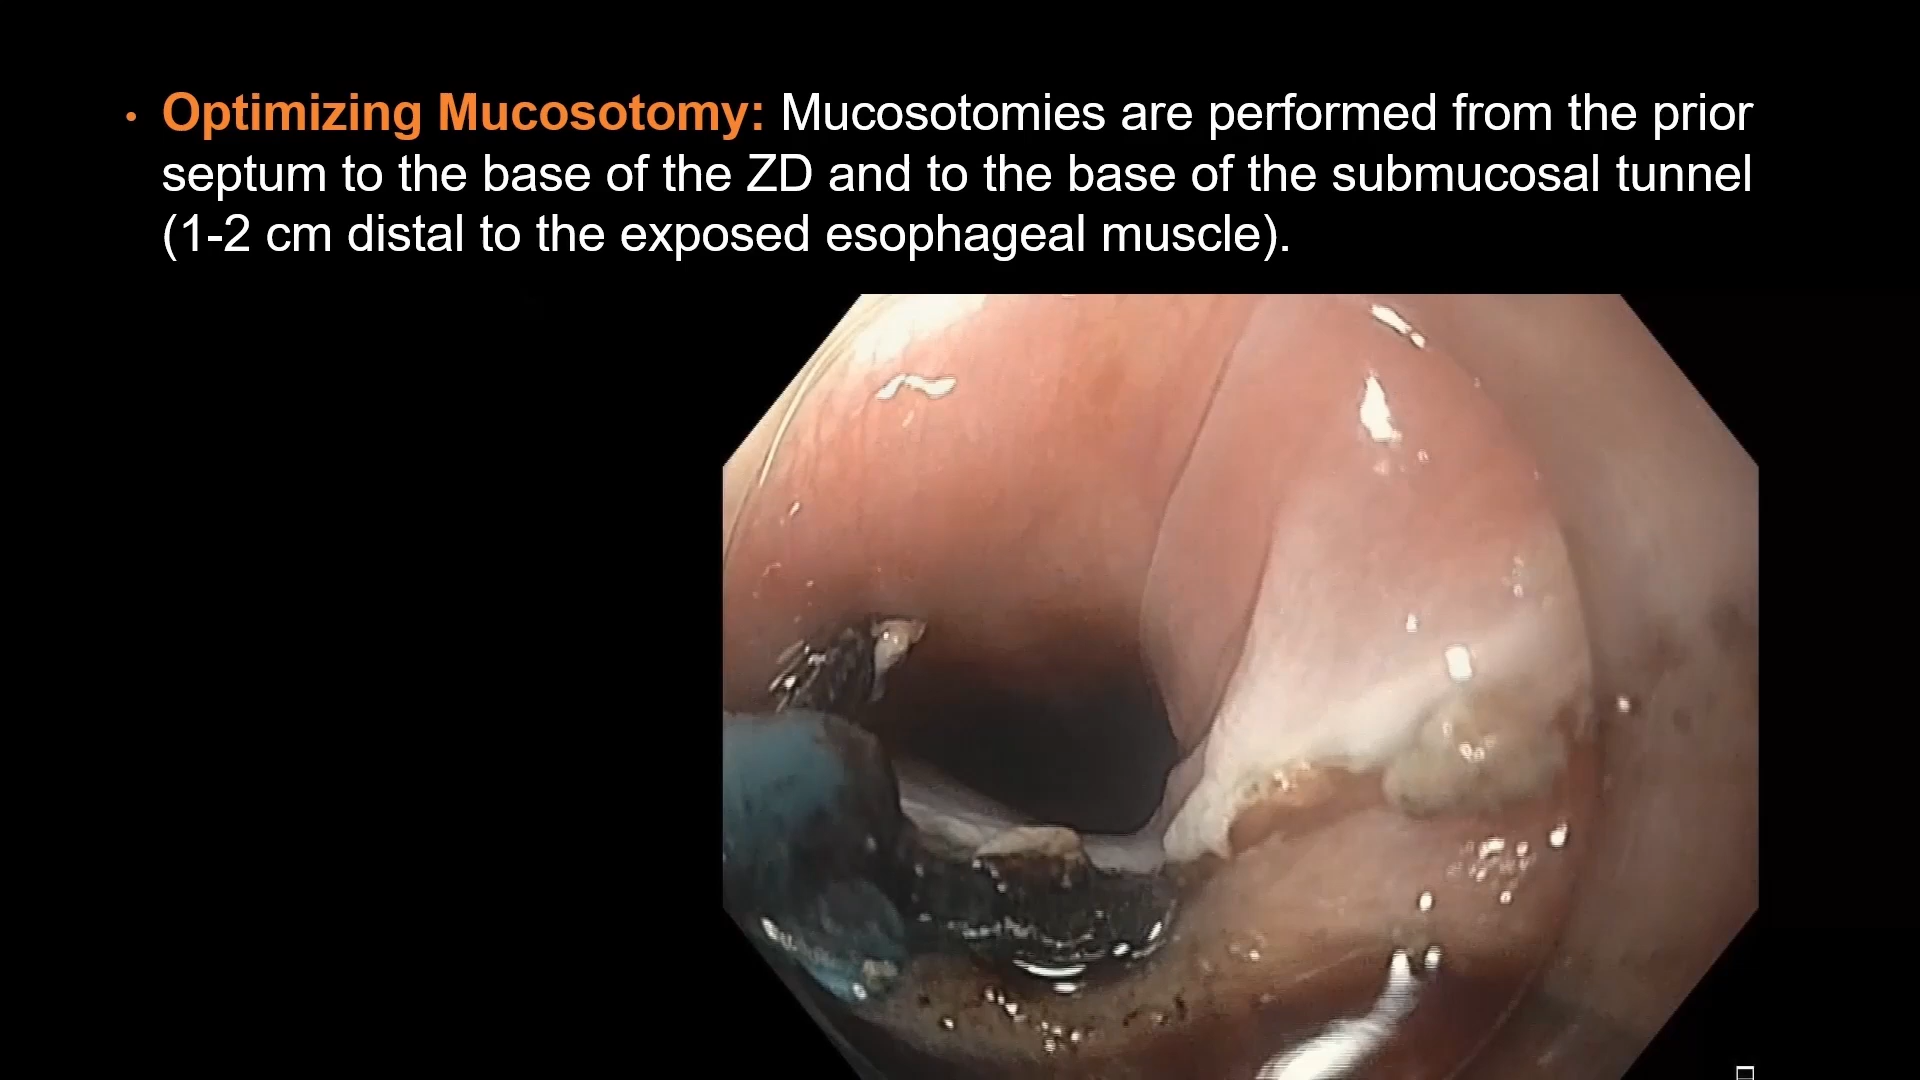 • Optimizing Mucosotomy: Mucosotomies are performed from the prior
septum to the base of the ZD and to the base of the submucosal tunnel
(1-2 cm distal to the exposed esophageal muscle).